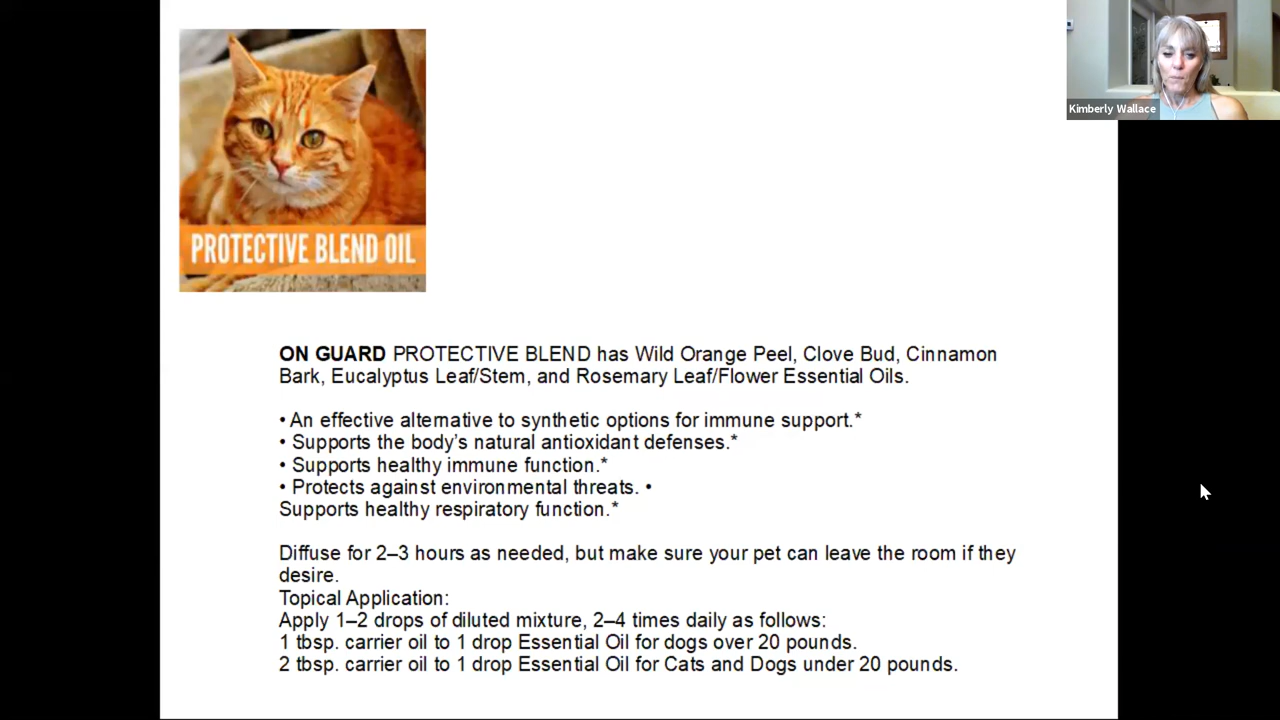 Kimberly Wallace
PROTECTIVE BLEND OIL
ON GUARD PROTECTIVE BLEND has Wild Orange Peel, Clove Bud, Cinnamon
Bark, Eucalyptus Leaf/Stem, and Rosemary Leaf/Flower Essential Oils.
• An effective alternative to synthetic options for immune support.*
• Supports the body’s natural antioxidant defenses.*
• Supports healthy immune function.*
• Protects against environmental threats. •
Supports healthy respiratory function.*
Diffuse for 2–3 hours as needed, but make sure your pet can leave the room if they
desire.
Topical Application:
Apply 1–2 drops of diluted mixture, 2–4 times daily as follows:
1 tbsp. carrier oil to 1 drop Essential Oil for dogs over 20 pounds.
2 tbsp. carrier oil to 1 drop Essential Oil for Cats and Dogs under 20 pounds.